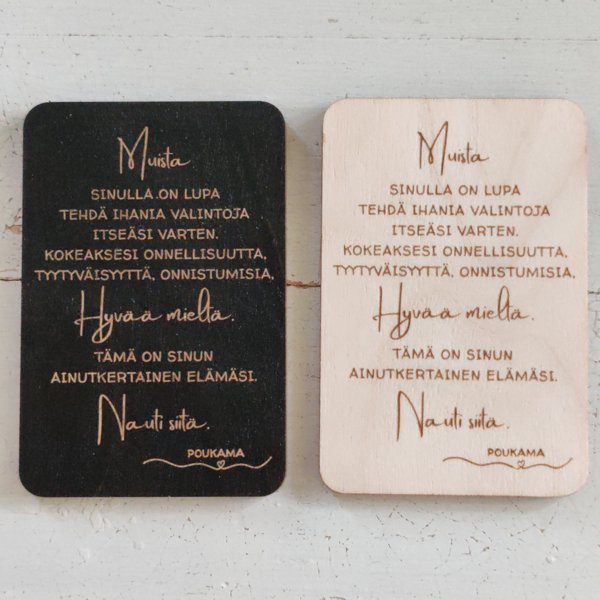 Muista
SINULLA ON LUPA
TEHDÄ IHANIA VALINTOJA
ITSEÄSI VARTEN.
KOKEAKSESI ONNELLISUUTTA,
TYYTYVÄISYYTTÄ, ONNISTUMISIA,
Hyvää mieltä.
TÄMÄ ON SINUN
AINUTKERTAINEN ELÄMÄSI.
Nauti siitä.
POUKAMA
Muista
SINULLA ON LUPA
TEHDÄ IHANIA VALINTOJA
ITSEÄSI VARTEN.
KOKEAKSESI ONNELLISUUTTA,
TYYTYVÄISYYTTÄ, ONNISTUMISIA,
Hyvää mieltä.
TÄMÄ ON SINUN
AINUTKERTAINEN ELÄMÄSI.
Nauti siitä.
POUKAMA